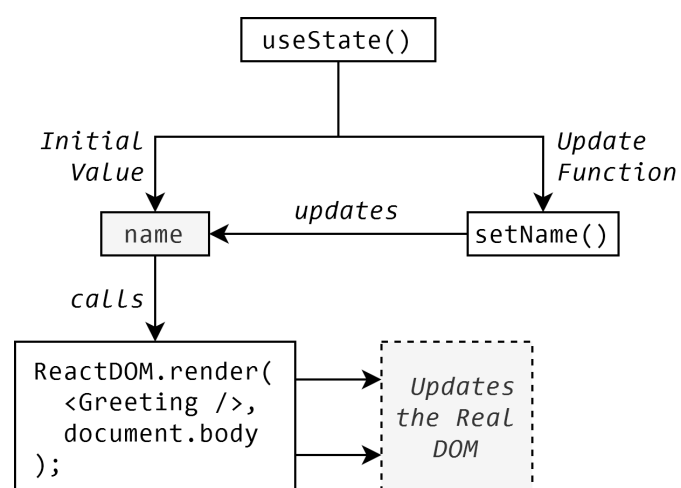 useState()
Initial
Value
Update
Function
updates
name
setName()
calls
ReactDOM.render(
<Greeting />,
document.body
);
Updates
the Real
DOM